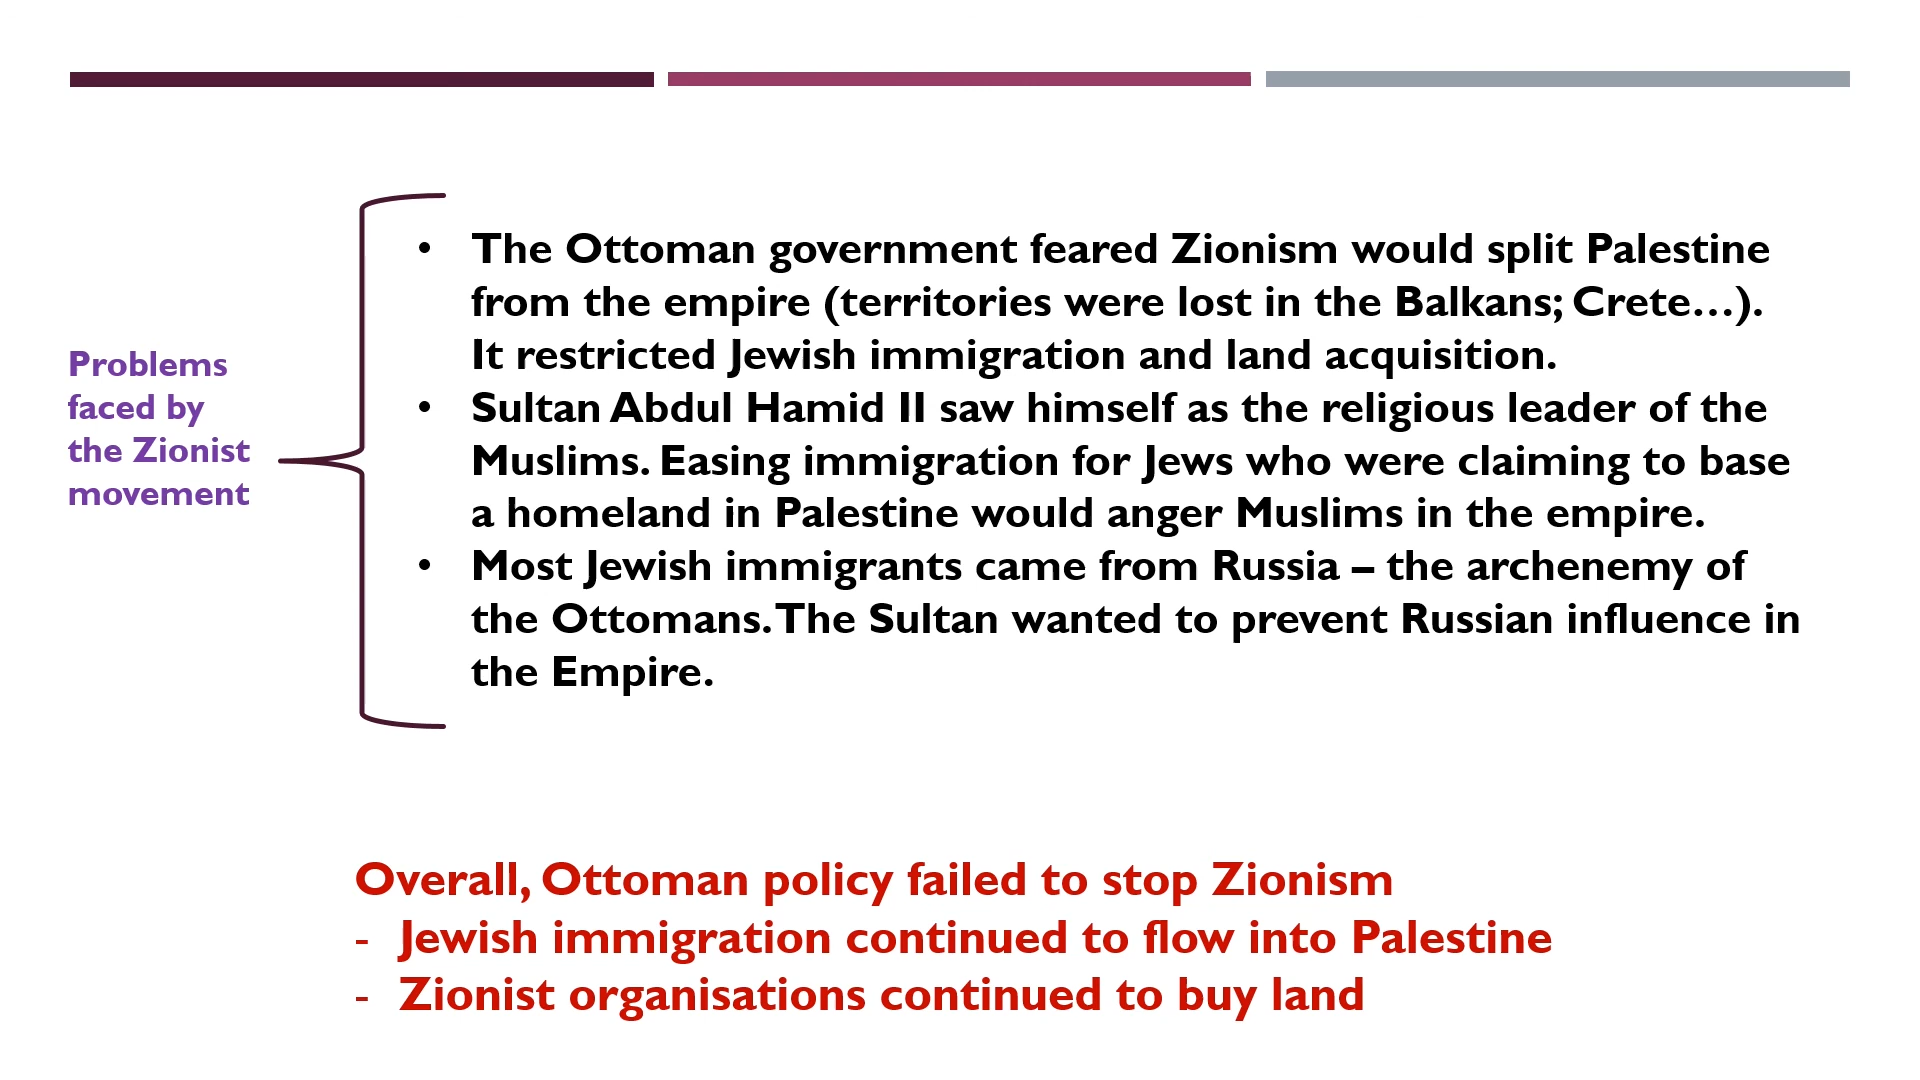 Problems
faced by
the Zionist
movement
• The Ottoman government feared Zionism would split Palestine
from the empire (territories were lost in the Balkans; Crete…).
It restricted Jewish immigration and land acquisition.
• Sultan Abdul Hamid II saw himself as the religious leader of the
Muslims. Easing immigration for Jews who were claiming to base
a homeland in Palestine would anger Muslims in the empire.
• Most Jewish immigrants came from Russia – the archenemy of
the Ottomans. The Sultan wanted to prevent Russian influence in
the Empire.
Overall, Ottoman policy failed to stop Zionism
- Jewish immigration continued to flow into Palestine
- Zionist organisations continued to buy land